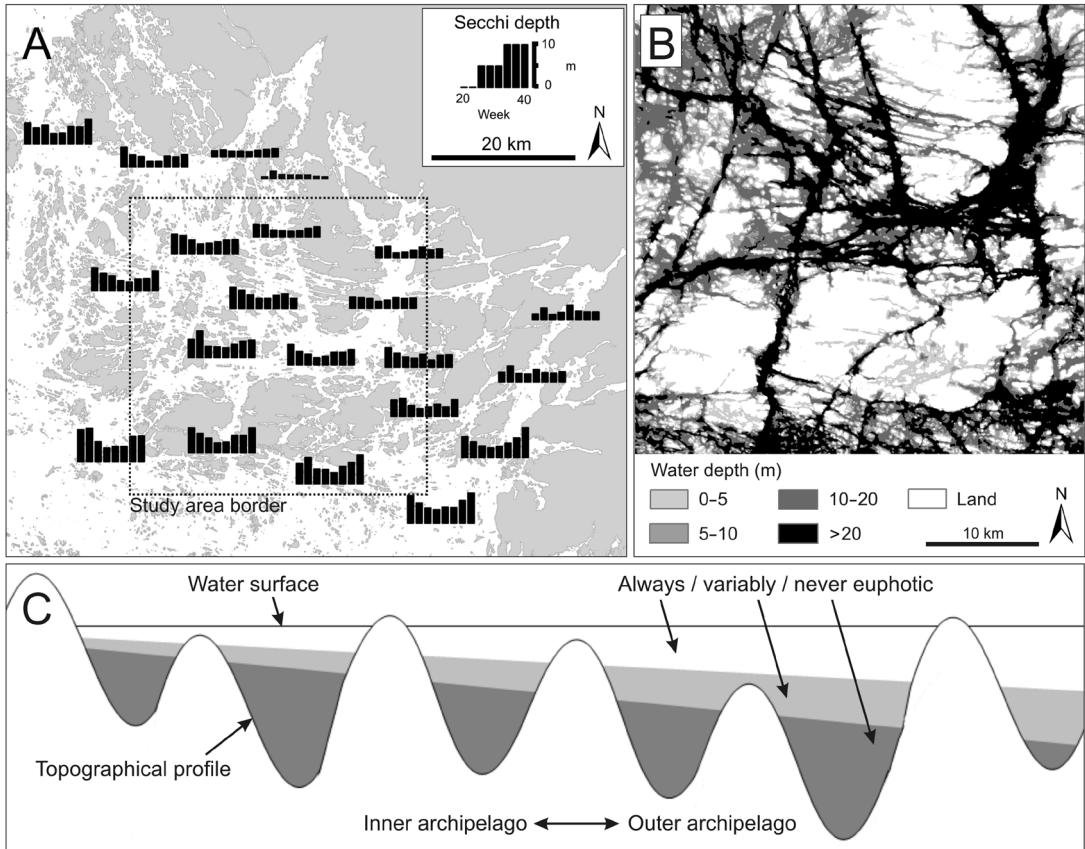 A
Secchi depth
10
m
0
20
40
Week
N
20 km
Study area border
B
Water depth (m)
0–5
10–20
Land
5–10
>20
N
10 km
C
Water surface
Always / variably / never euphotic
Topographical profile
Inner archipelago
Outer archipelago